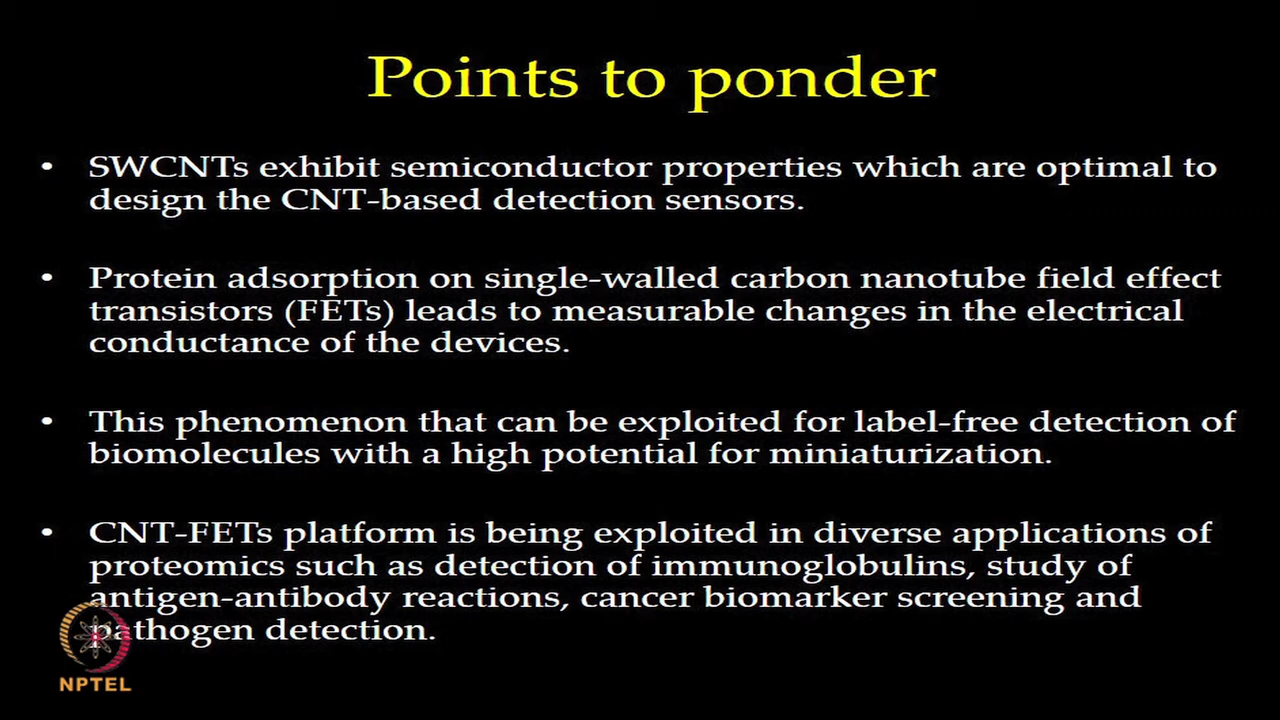 Points to ponder
• SWCNTs exhibit semiconductor properties which are optimal to
design the CNT-based detection sensors.
• Protein adsorption on single-walled carbon nanotube field effect
transistors (FETs) leads to measurable changes in the electrical
conductance of the devices.
• This phenomenon that can be exploited for label-free detection of
biomolecules with a high potential for miniaturization.
• CNT-FETs platform is being exploited in diverse applications of
proteomics such as detection of immunoglobulins, study of
antigen-antibody reactions, cancer biomarker screening and
pathogen detection.
NPTEL